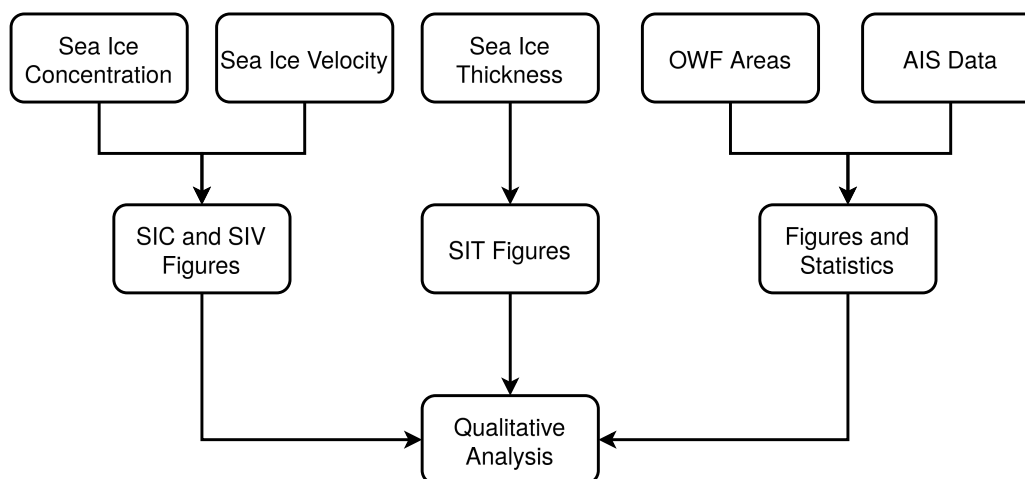 Sea Ice
Concentration
Sea Ice Velocity
Sea Ice
Thickness
OWF Areas
AIS Data
SIC and SIV
Figures
SIT Figures
Figures and
Statistics
Qualitative
Analysis